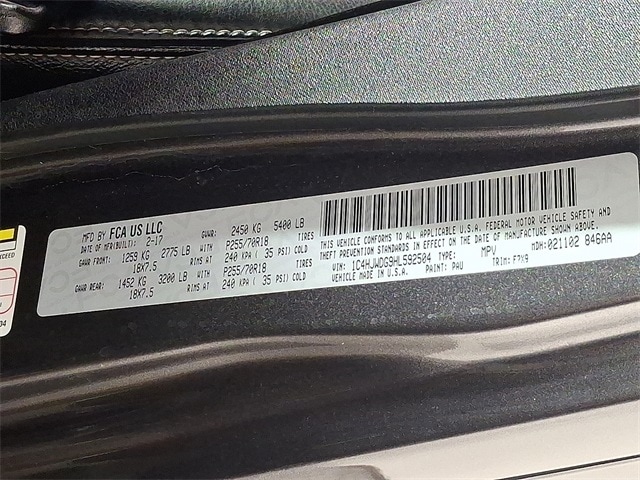 MFD BY FCA US LLC GVWR: 2450 KG 5400 LB
DATE OF MFR(BUILT): 2-17
GAWR FRONT: 1259 KG 2775 LB WITH P255/70R18 TIRES
18X7.5 RIMS AT 240 KPA ( 35 PSI) COLD
GAWR REAR: 1452 KG 3200 LB WITH P255/70R18 TIRES
18X7.5 RIMS AT 240 KPA ( 35 PSI) COLD
THIS VEHICLE CONFORMS TO ALL APPLICABLE U.S.A. FEDERAL MOTOR VEHICLE SAFETY, BUMPER AND
THEFT PREVENTION STANDARDS IN EFFECT ON THE DATE OF MANUFACTURE SHOWN ABOVE.
VIN: 1C4HJWDG9HL592504 TYPE: MPV MDH: 021102 846AA
MADE IN U.S.A. PAINT: PAU TRIM: F7X9
EXCEED
34